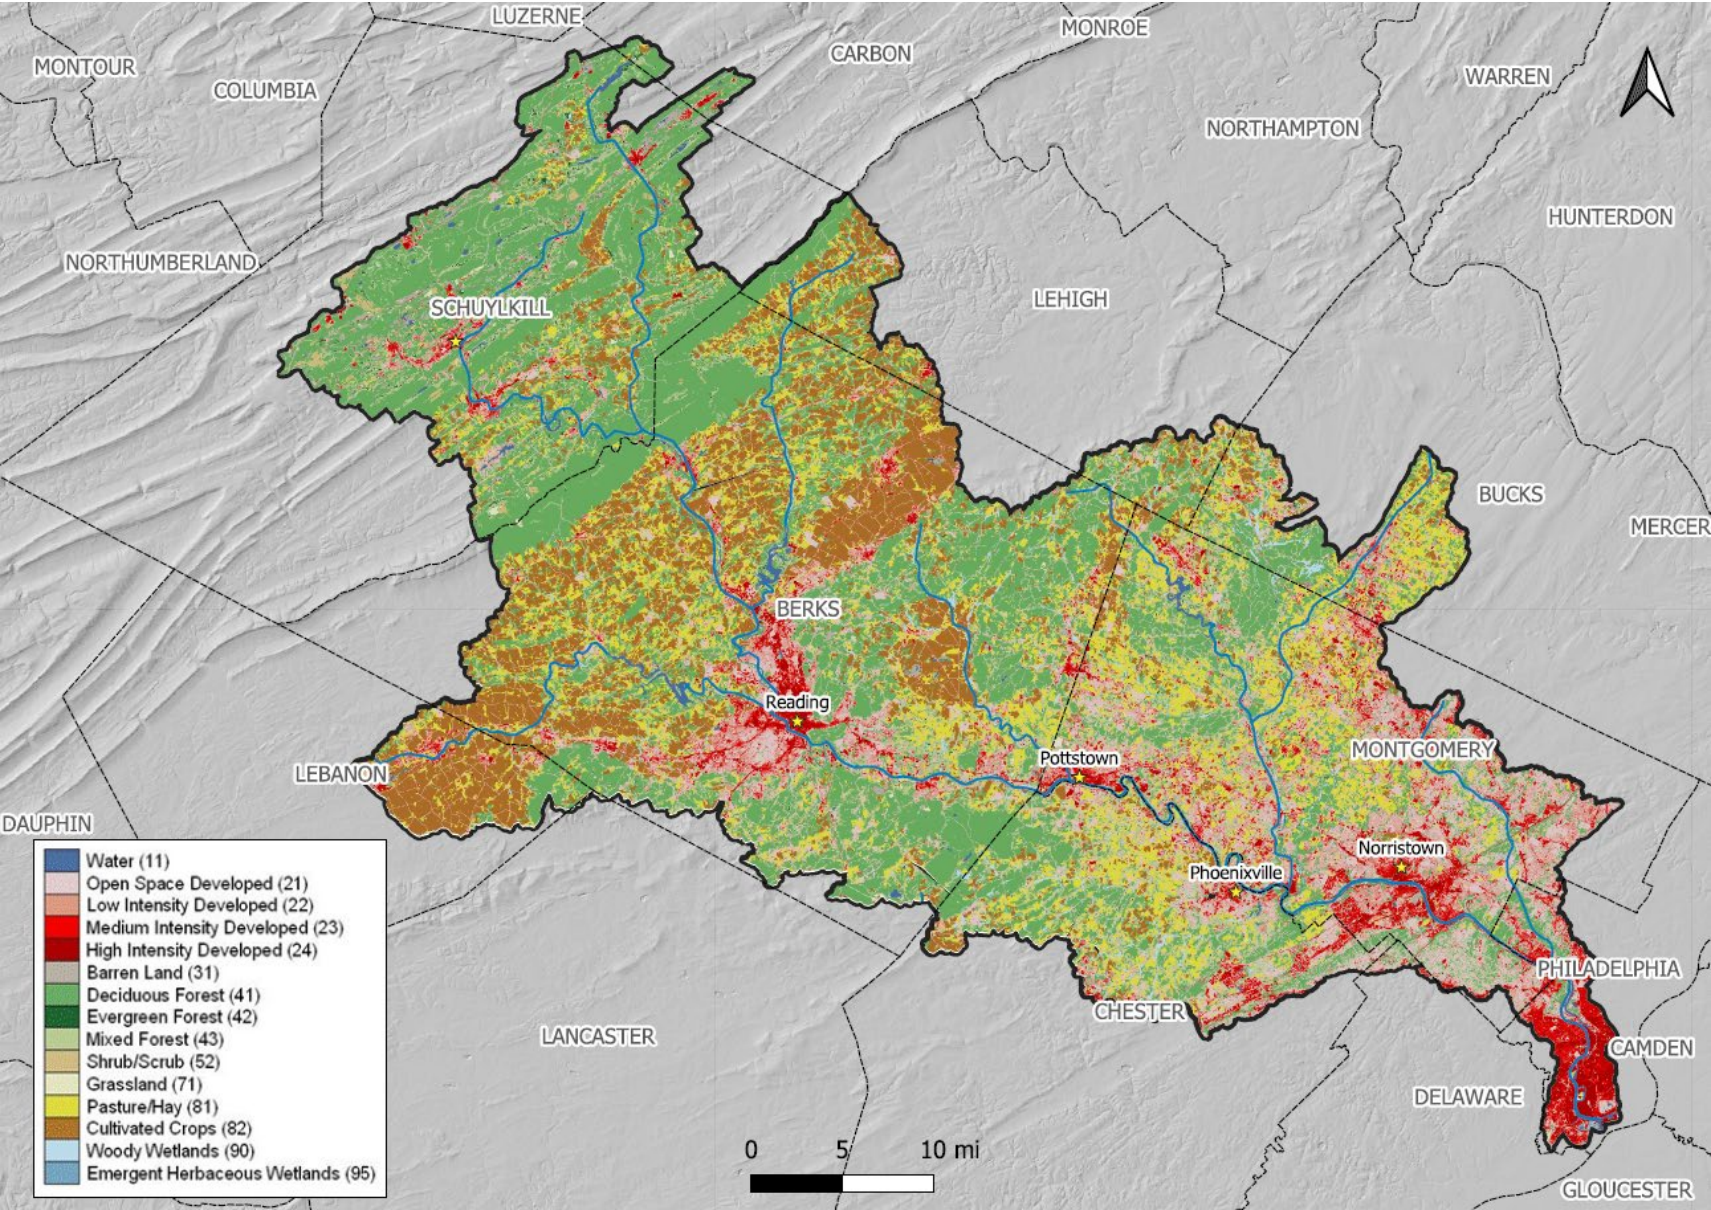 LUZERNE
MONROE
CARBON
MONTOUR
WARREN
COLUMBIA
NORTHAMPTON
HUNTERDON
NORTHUMBERLAND
LEHIGH
SCHUYLKILL
BUCKS
MERCER
BERKS
Reading
MONTGOMERY
Pottstown
LEBANON
DAUPHIN
Norristown
Phoenixville
PHILADELPHIA
CHESTER
LANCASTER
CAMDEN
DELAWARE
GLOUCESTER
Water (11)
Open Space Developed (21)
Low Intensity Developed (22)
Medium Intensity Developed (23)
High Intensity Developed (24)
Barren Land (31)
Deciduous Forest (41)
Evergreen Forest (42)
Mixed Forest (43)
Shrub/Scrub (52)
Grassland (71)
Pasture/Hay (81)
Cultivated Crops (82)
Woody Wetlands (90)
Emergent Herbaceous Wetlands (95)
0 5 10 mi